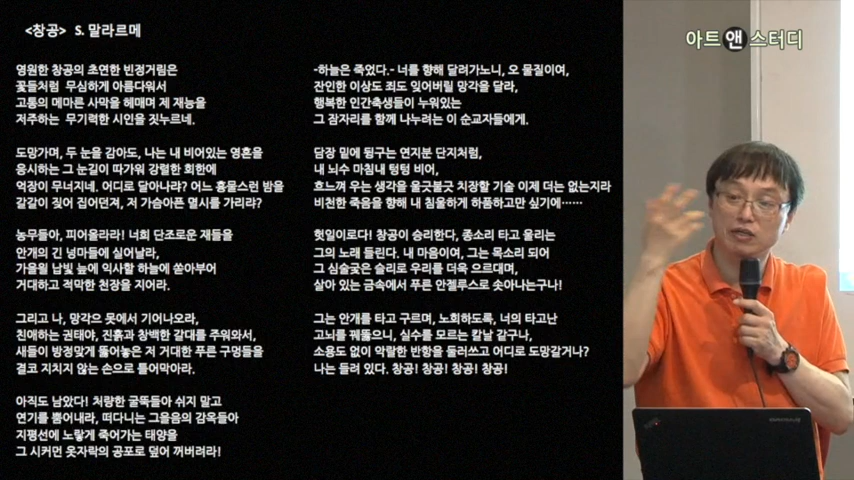 <창공> S. 말라르메
영원한 창공의 초연한 빈정거림은
꽃들처럼 무심하게 아름다워서
고통의 메마른 사막을 헤매며 제 재능을
저주하는 무기력한 시인을 짓누르네.
도망가며, 두 눈을 감아도, 나는 내 비어있는 영혼을
응시하는 그 눈길이 따가워 강렬한 회한에
억장이 무너지네. 어디로 달아나랴? 어느 흉물스런 밤을
갈갈이 짖어 집어던져, 저 가슴아픈 멸시를 가리랴?
농무들아, 피어올라라! 너희 단조로운 재들을
안개의 긴 넝마들에 실어날라,
가을월 납빛 늪에 익사할 하늘에 쏟아부어
거대하고 적막한 천장을 지어라.
그리고 나, 망각으 못에서 기어나오라,
친애하는 권태야, 진흙과 창백한 갈대를 주워와서,
새들이 방정맞게 뚫어놓은 저 거대한 푸른 구멍들을
결코 지치지 않는 손으로 틀어막아라.
아직도 남았다! 처량한 굴뚝들아 쉬지 말고
연기를 뿜어내라, 떠다니는 그을음의 감옥들아
지평선에 노랗게 죽어가는 태양을
그 시커먼 옷자락의 공포로 덮어 꺼버려라!
-하늘은 죽었다.- 너를 향해 달려가노니, 오 물질이여,
잔인한 이상도 죄도 잊어버릴 망각을 달라,
행복한 인간축생들이 누워있는
그 잠자리를 함께 나누려는 이 순교자들에게.
담장 밑에 뒹구는 연지분 단지처럼,
내 뇌수 마침내 텅텅 비어,
흐느껴 우는 생각을 울긋불긋 치장할 기술 이제 더는 없는지라
비천한 죽음을 향해 내 침울하게 하품하고만 싶기에……
헛일이로다! 창공이 승리한다, 종소리 타고 울리는
그의 노래 들린다. 내 마음이여, 그는 목소리 되어
그 심술궂은 슬리로 우리를 더욱 으르대며,
살아 있는 금속에서 푸른 안젤루스로 솟아나는구나!
그는 안개를 타고 구르며, 노회하도록, 너의 타고난
고뇌를 꿰뚫으니, 실수를 모르는 칼날 같구나,
소용도 없이 악랄한 반항을 둘러쓰고 어디로 도망갈거나?
나는 들려 있다. 창공! 창공! 창공! 창공!
아트앤스터디